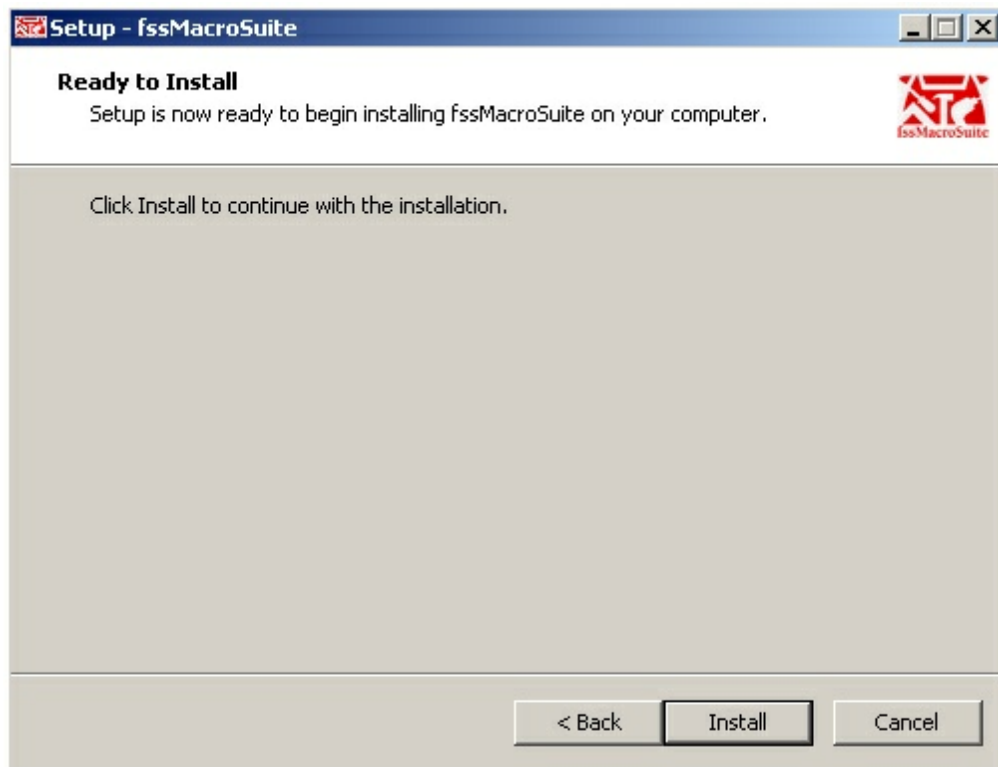 Setup - fssMacroSuite
Ready to Install
Setup is now ready to begin installing fssMacroSuite on your computer.
fssMacroSuite
Click Install to continue with the installation.
< Back
Install
Cancel